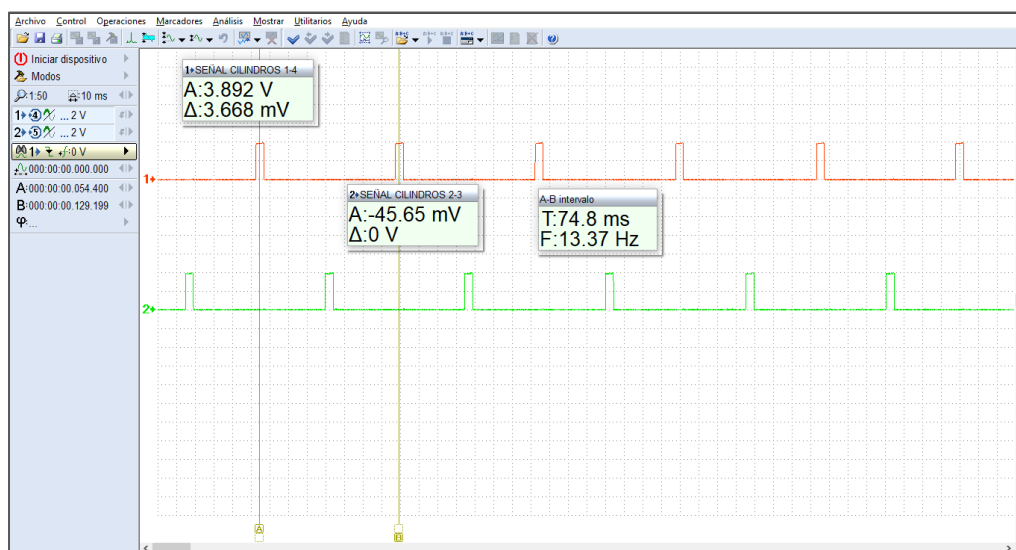 Archivo Control Operaciones Marcadores Análisis Mostrar Utilitarios Ayuda
Iniciar dispositivo
Modos
1:50 10 ms
1 4 ... 2 V
2 5 ... 2 V
1 f:0 V
000:00:00.000.000
A:000:00:00.054.400
B:000:00:00.129.199
φ:...
1▸SEÑAL CILINDROS 1-4
A:3.892 V
Δ:3.668 mV
1
2▸SEÑAL CILINDROS 2-3
A:-45.65 mV
Δ:0 V
A-B intervalo
T:74.8 ms
F:13.37 Hz
2
A B